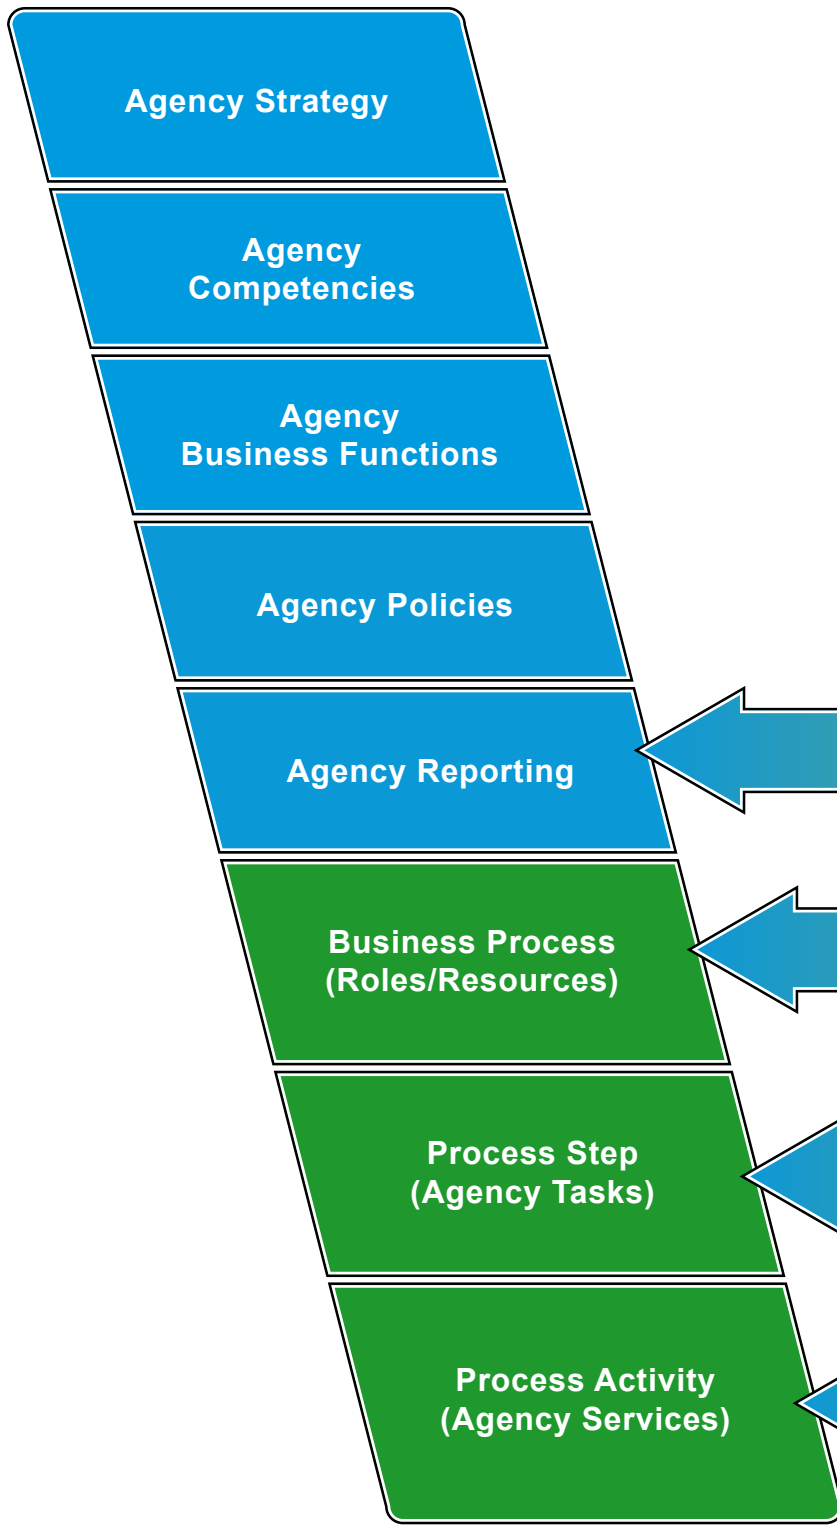 Agency Strategy
Agency
Competencies
Agency
Business Functions
Agency Policies
Agency Reporting
Business Process
(Roles/Resources)
Process Step
(Agency Tasks)
Process Activity
(Agency Services)